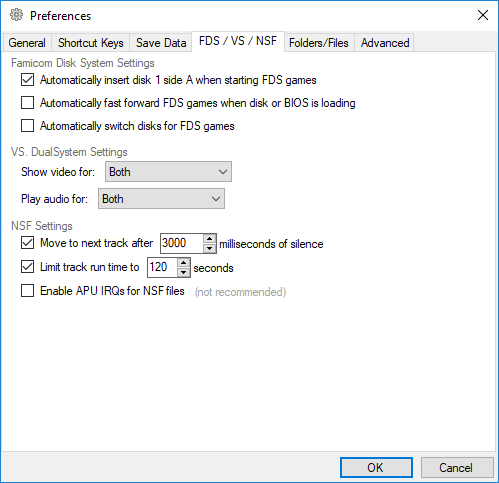 Preferences
General Shortcut Keys Save Data FDS / VS / NSF Folders/Files Advanced
Famicom Disk System Settings
Automatically insert disk 1 side A when starting FDS games
Automatically fast forward FDS games when disk or BIOS is loading
Automatically switch disks for FDS games
VS. DualSystem Settings
Show video for: Both
Play audio for: Both
NSF Settings
Move to next track after 3000 milliseconds of silence
Limit track run time to 120 seconds
Enable APU IRQs for NSF files (not recommended)
OK Cancel